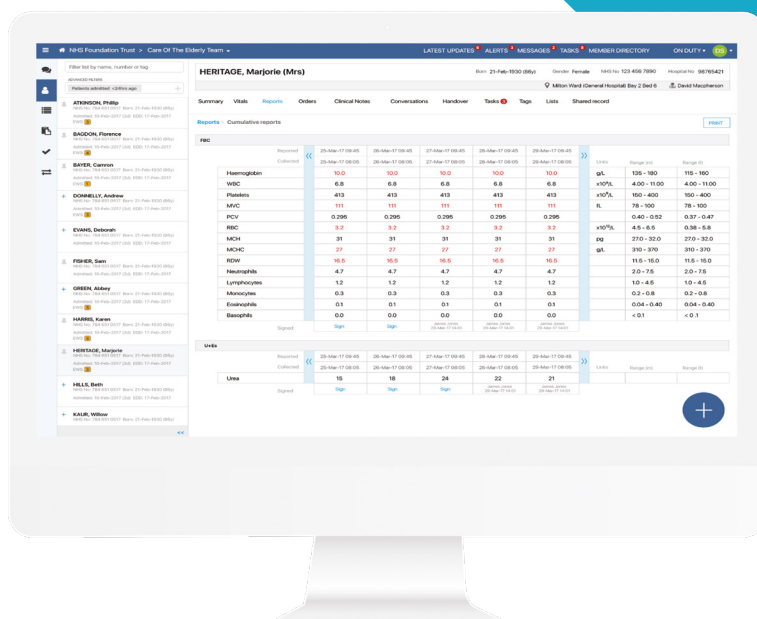 NHS Foundation Trust > Care Of The Elderly Team
LATEST UPDATES ALERTS MESSAGES TASKS MEMBER DIRECTORY ON DUTY DS
Filter list by name, number or tag
ADVANCED FILTERS
Patients admitted <24hrs ago
ATKINSON, Phillip
BAGDON, Florence
BAYER, Camron
DONNELLY, Andrew
EVANS, Deborah
FISHER, Sam
GREEN, Abbey
HARRIS, Karen
HERITAGE, Marjorie
HILLS, Beth
KAUR, Willow
<<
HERITAGE, Marjorie (Mrs)
Born 21-Feb-1930 (86y) Gender Female NHS No 123 456 7890 Hospital No 98765421
Milton Ward (General Hospital) Bay 2 Bed 6 David Macpherson
Summary Vitals Reports Orders Clinical Notes Conversations Handover Tasks Tags Lists Shared record
Reports Cumulative reports PRINT
FBC
Reported 25-Mar-17 09:45 26-Mar-17 09:45 27-Mar-17 09:45 28-Mar-17 09:45 29-Mar-17 09:45
Collected 25-Mar-17 08:05 26-Mar-17 08:05 27-Mar-17 08:05 28-Mar-17 08:05 29-Mar-17 08:05 Range (m) Range (f)
Haemoglobin 10.0 10.0 10.0 10.0 10.0 g/L 135 - 180 115 - 160
WBC 6.8 6.8 6.8 6.8 6.8 x10⁹/L 4.00 - 11.00 4.00 - 11.00
Platelets 413 413 413 413 413 x10⁹/L 150 - 400 150 - 400
MVC 111 111 111 111 111 fL 78 - 100 78 - 100
PCV 0.295 0.295 0.295 0.295 0.295 0.40 - 0.52 0.37 - 0.47
RBC 3.2 3.2 3.2 3.2 3.2 x10¹²/L 4.5 - 6.5 0.38 - 5.8
MCH 31 31 31 31 31 pg 27.0 - 32.0 27.0 - 32.0
MCHC 27 27 27 27 27 g/L 310 - 370 310 - 370
RDW 16.5 16.5 16.5 16.5 16.5 11.5 - 15.0 11.5 - 15.0
Neutrophils 4.7 4.7 4.7 4.7 4.7 2.0 - 7.5 2.0 - 7.5
Lymphocytes 1.2 1.2 1.2 1.2 1.2 1.0 - 4.5 1.0 - 4.5
Monocytes 0.3 0.3 0.3 0.3 0.3 0.2 - 0.8 0.2 - 0.8
Eosinophils 0.1 0.1 0.1 0.1 0.1 0.04 - 0.40 0.04 - 0.40
Basophils 0.0 0.0 0.0 0.0 0.0 < 0.1 < 0 .1
Signed Sign Sign James Jones James Jones James Jones
U+Es
Reported 25-Mar-17 09:45 26-Mar-17 09:45 27-Mar-17 09:45 28-Mar-17 09:45 29-Mar-17 09:45
Collected 25-Mar-17 08:05 26-Mar-17 08:05 27-Mar-17 08:05 28-Mar-17 08:05 29-Mar-17 08:05 Range (m) Range (f)
Urea 15 18 24 22 21
Signed Sign Sign Sign James Jones James Jones